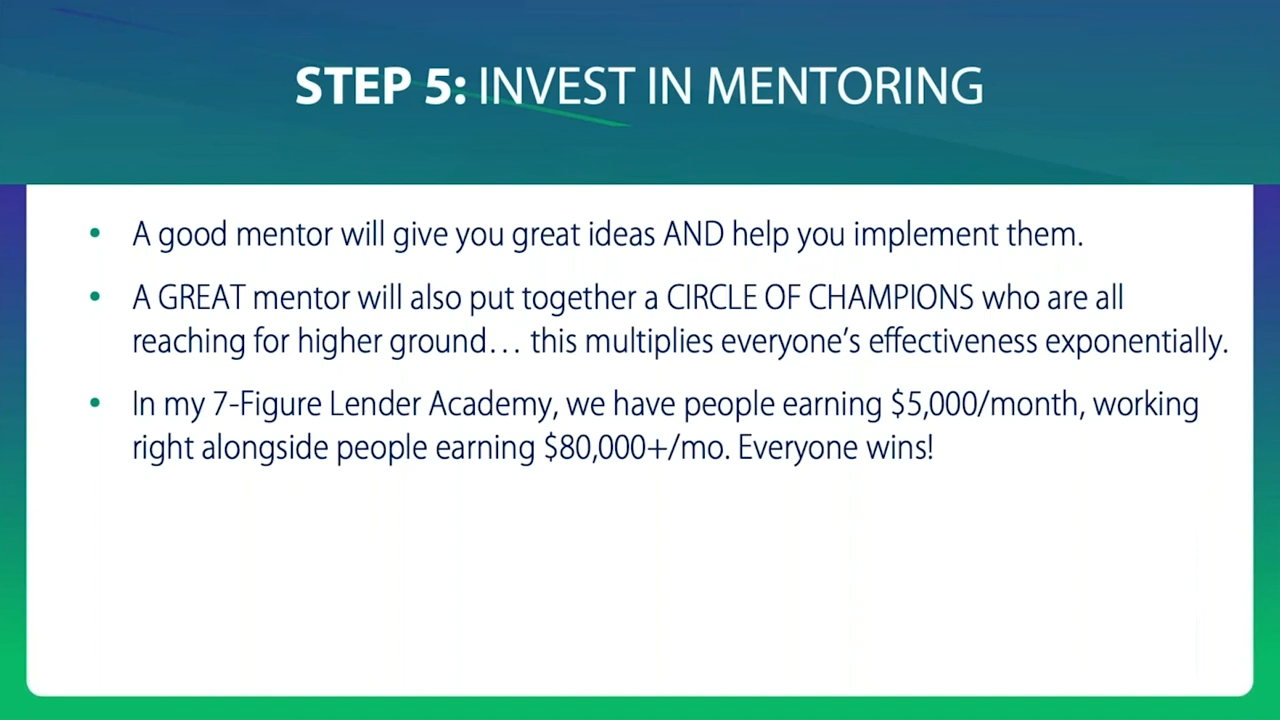 STEP 5: INVEST IN MENTORING
• A good mentor will give you great ideas AND help you implement them.
• A GREAT mentor will also put together a CIRCLE OF CHAMPIONS who are all
reaching for higher ground… this multiplies everyone’s effectiveness exponentially.
• In my 7-Figure Lender Academy, we have people earning $5,000/month, working
right alongside people earning $80,000+/mo. Everyone wins!